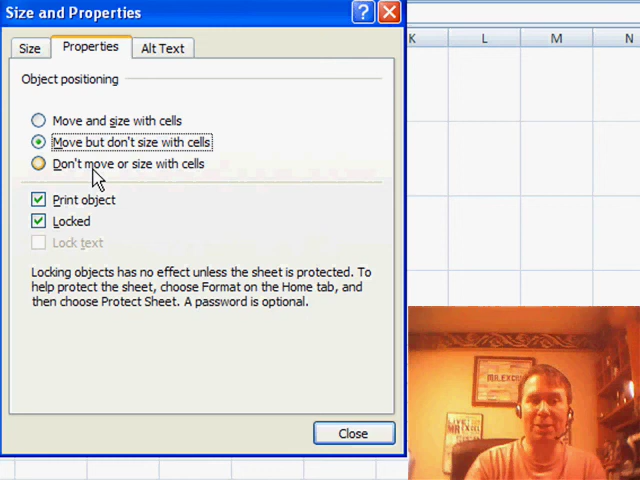 Size and Properties
Size Properties Alt Text
K L M N
Object positioning
Move and size with cells
Move but don't size with cells
Don't move or size with cells
Print object
Locked
Lock text
Locking objects has no effect unless the sheet is protected. To
help protect the sheet, choose Format on the Home tab, and
then choose Protect Sheet. A password is optional.
MR.EXCEL
Close